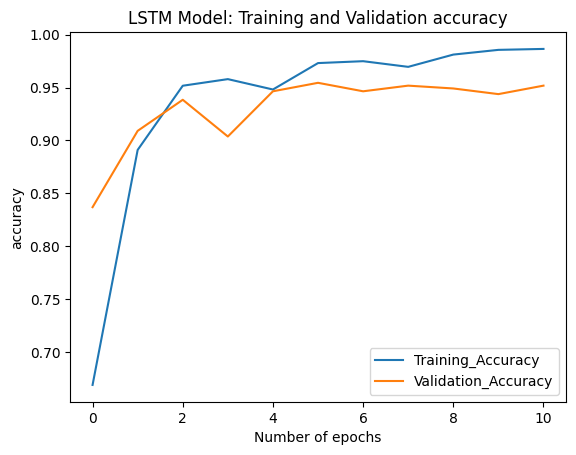 LSTM Model: Training and Validation accuracy
1.00
0.95
0.90
0.85
0.80
0.75
0.70
accuracy
0 2 4 6 8 10
Number of epochs
Training_Accuracy
Validation_Accuracy